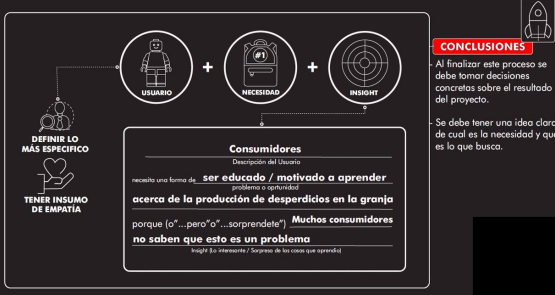 USUARIO
+
#1
NECESIDAD
+
INSIGHT
DEFINIR LO
MÁS ESPECIFICO
TENER INSUMO
DE EMPATÍA
Consumidores
Descripción del Usuario
necesita una forma de ser educado / motivado a aprender
problema o oprtunidad
acerca de la producción de desperdicios en la granja
porque (o"...pero"o"...sorprendete") Muchos consumidores
no saben que esto es un problema
Insight (Lo interesante / Sorpresa de las cosas que aprendio)
CONCLUSIONES
- Al finalizar este proceso se
debe tomar decisiones
concretas sobre el resultado
del proyecto.
- Se debe tener una idea clara
de cual es la necesidad y que
es lo que busca.